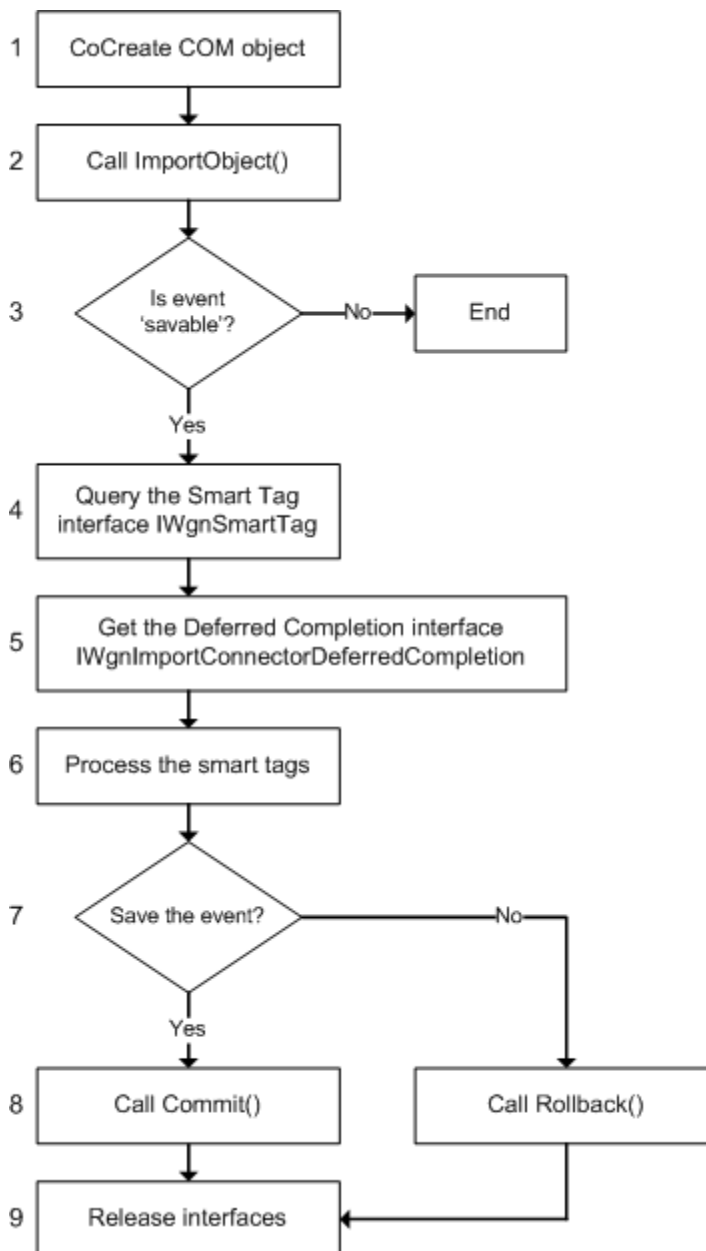 1
CoCreate COM object
2
Call ImportObject()
3
Is event
‘savable’?
No
End
Yes
4
Query the Smart Tag
interface IWgnSmartTag
5
Get the Deferred Completion interface
IWgnImportConnectorDeferredCompletion
6
Process the smart tags
7
Save the event?
No
Yes
8
Call Commit()
Call Rollback()
9
Release interfaces